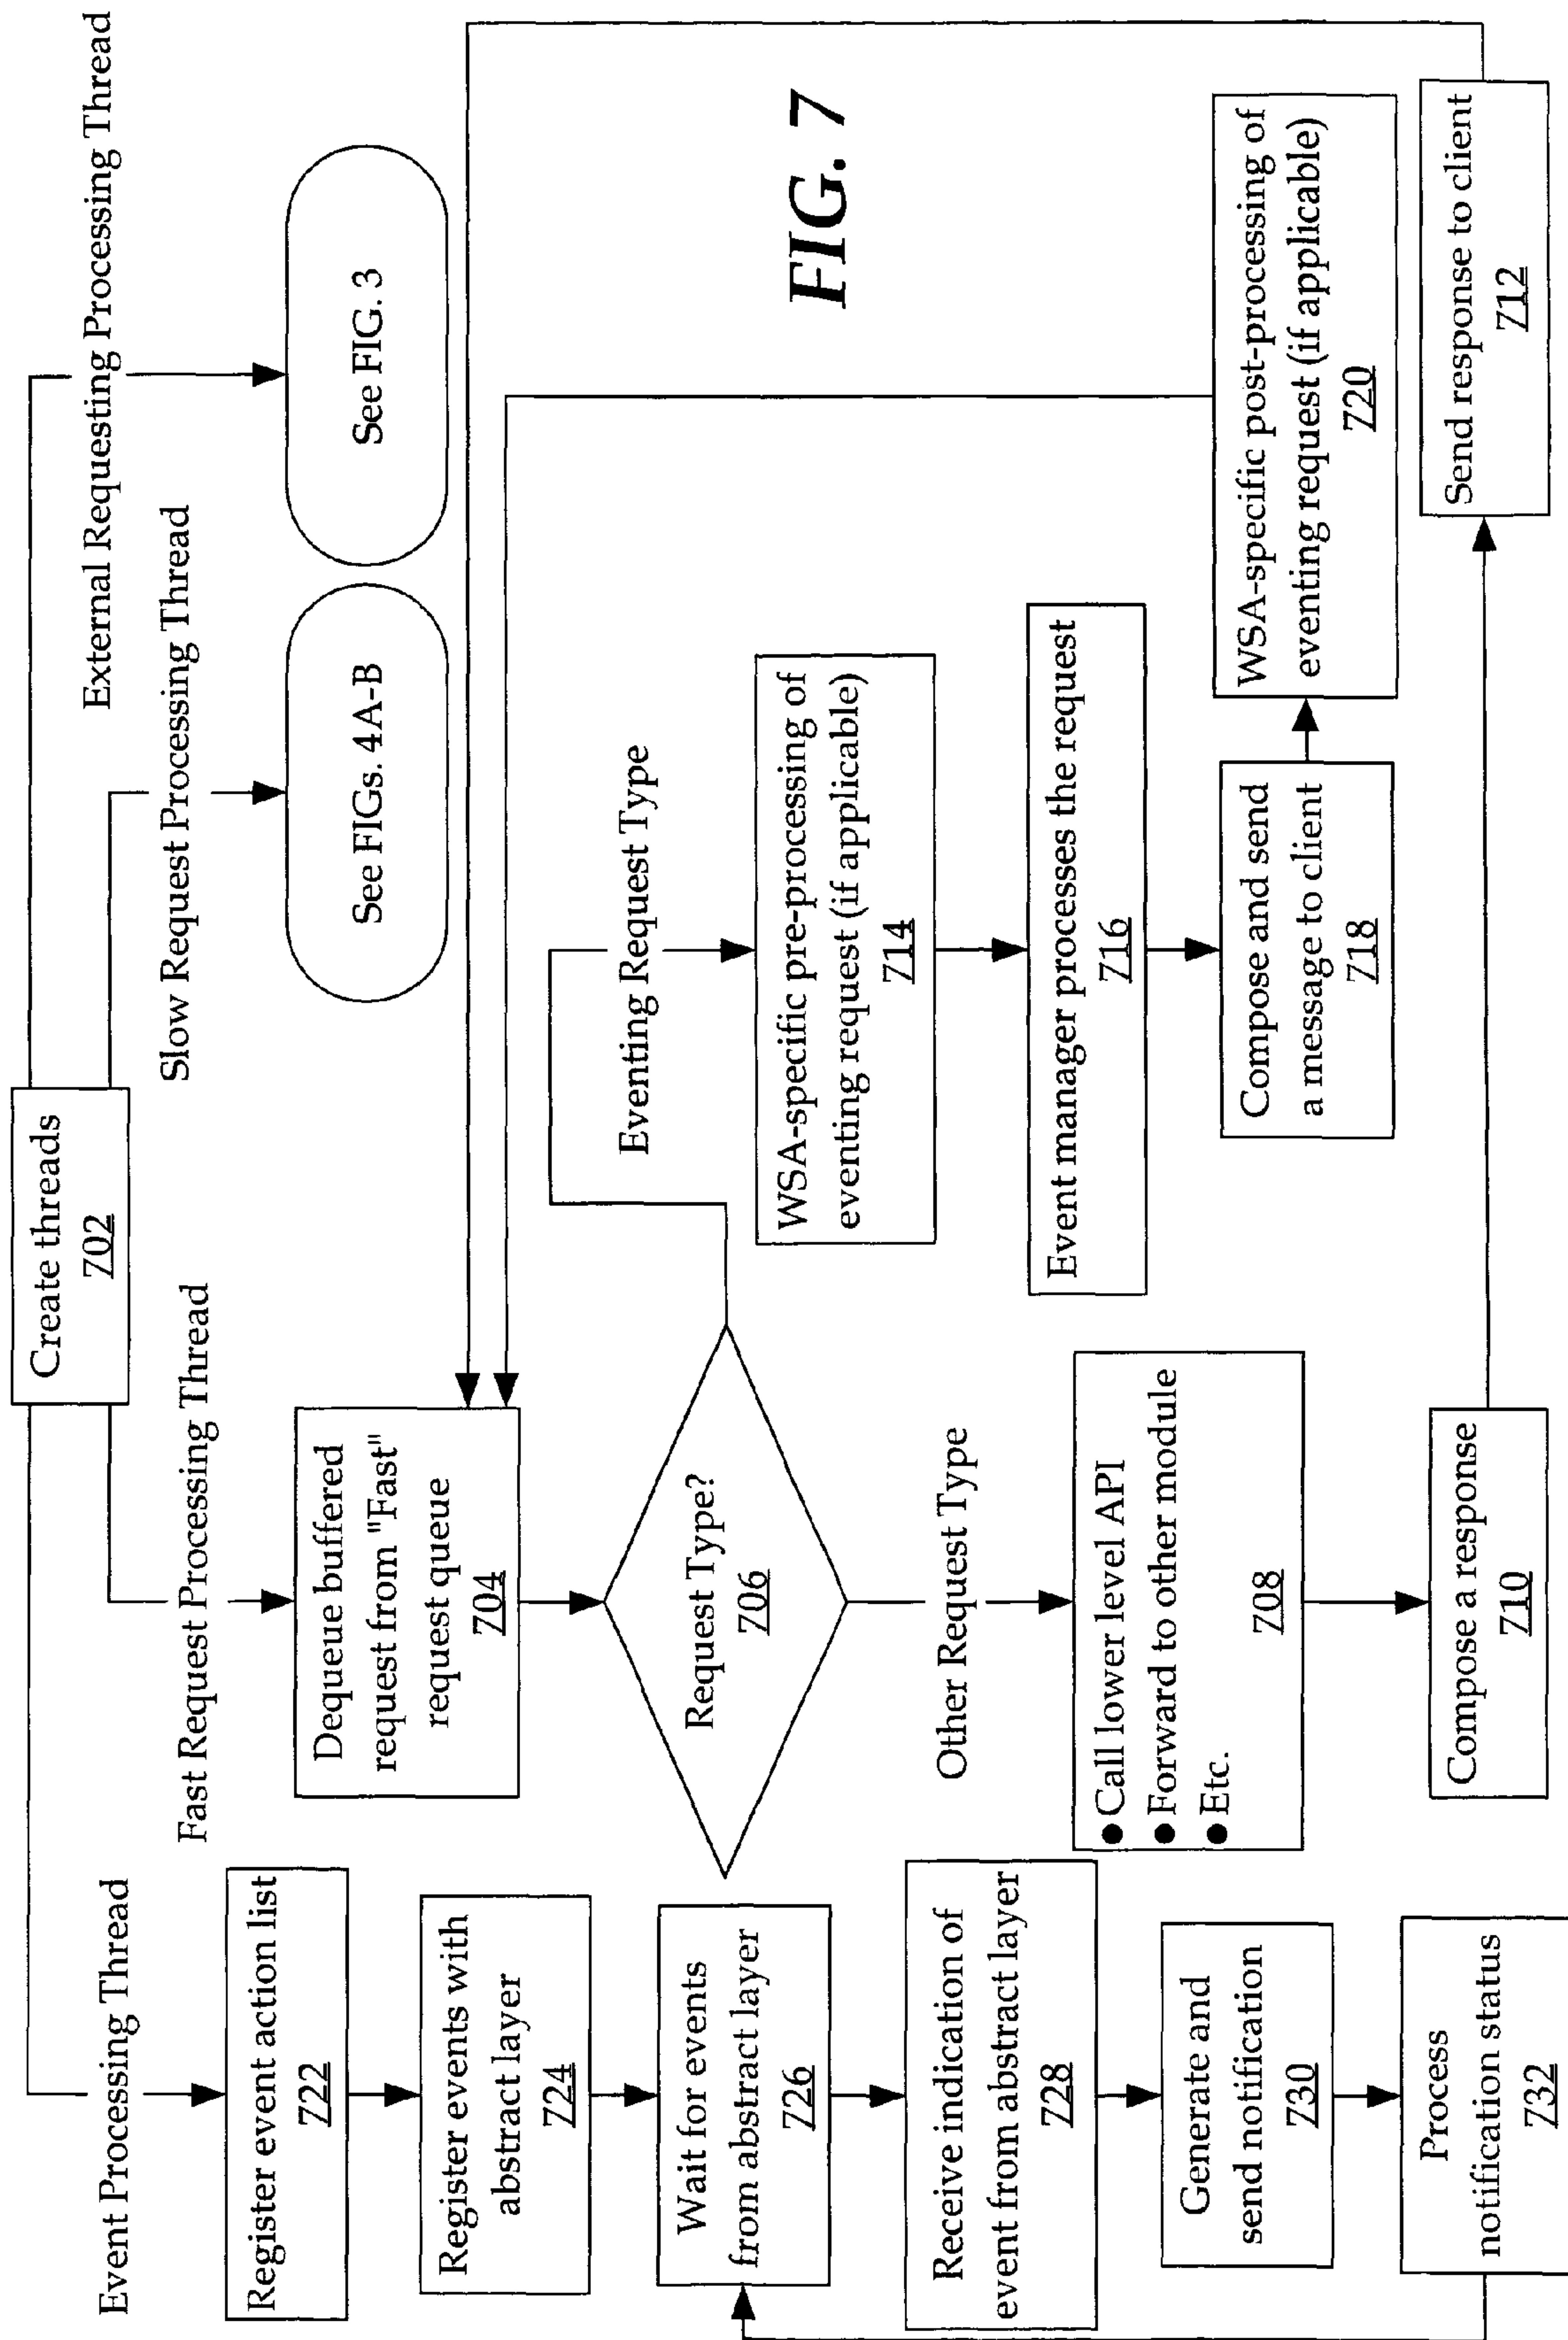 Create threads
702
Event Processing Thread
Fast Request Processing Thread
Slow Request Processing Thread
External Requesting Processing Thread
Register event action list
722
Register events with
abstract layer
724
Wait for events
from abstract layer
726
Receive indication of
event from abstract layer
728
Generate and
send notification
730
Process
notification status
732
Dequeue buffered
request from "Fast"
request queue
704
Request Type?
706
Other Request Type
● Call lower level API
● Forward to other module
● Etc.
708
Compose a response
710
Eventing Request Type
WSA-specific pre-processing of
eventing request (if applicable)
714
Event manager processes the request
716
Compose and send
a message to client
718
WSA-specific post-processing of
eventing request (if applicable)
720
Send response to client
712
See FIGs. 4A-B
See FIG. 3
FIG. 7